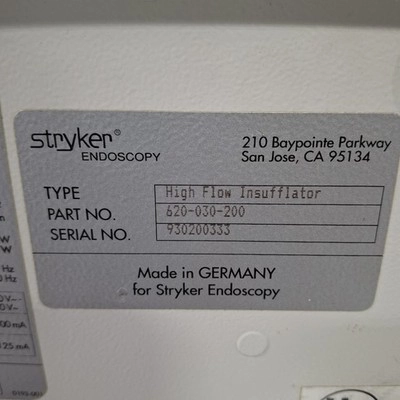 stryker®
ENDOSCOPY
210 Baypointe Parkway
San Jose, CA 95134
TYPE High Flow Insufflator
PART NO. 620-030-200
SERIAL NO. 930200333
Made in GERMANY
for Stryker Endoscopy